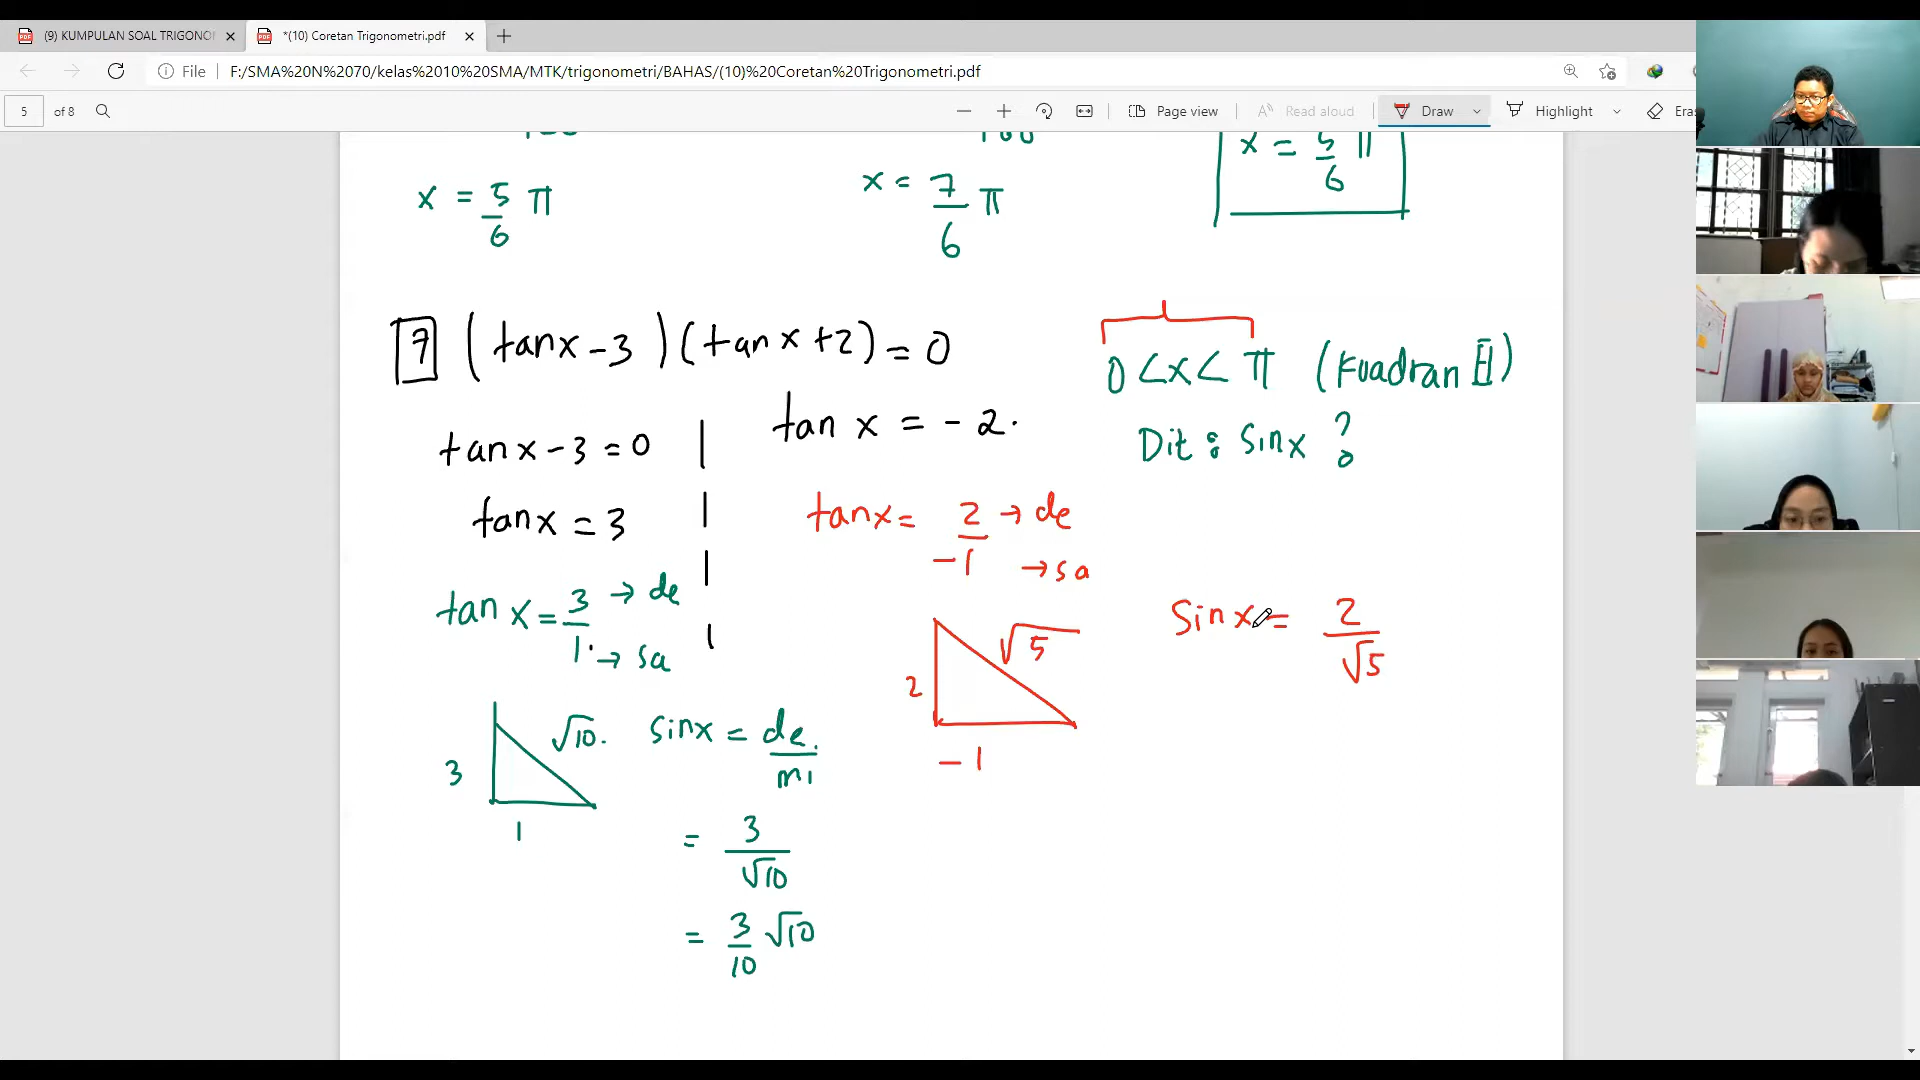 (9) KUMPULAN SOAL TRIGONO
*(10) Coretan Trigonometri.pdf
File
F:/SMA%20N%2070/kelas%2010%20SMA/MTK/trigonometri/BAHAS/(10)%20Coretan%20Trigonometri.pdf
5 of 8
Page view
Read aloud
Draw
Highlight
Era
180
x = 5/6 π
x = 7/6 π
x = 5/6 π
7 (tan x - 3)(tan x + 2) = 0
0 < x < π (Kuadran II)
Dit : Sin x ?
tan x - 3 = 0
tan x = 3
tan x = 3/1 → de → sa
3
√10
1
sin x = de/mi
= 3/√10
= 3/10 √10
tan x = - 2.
tan x = 2/-1 → de → sa
2
√5
- 1
Sin x = 2/√5